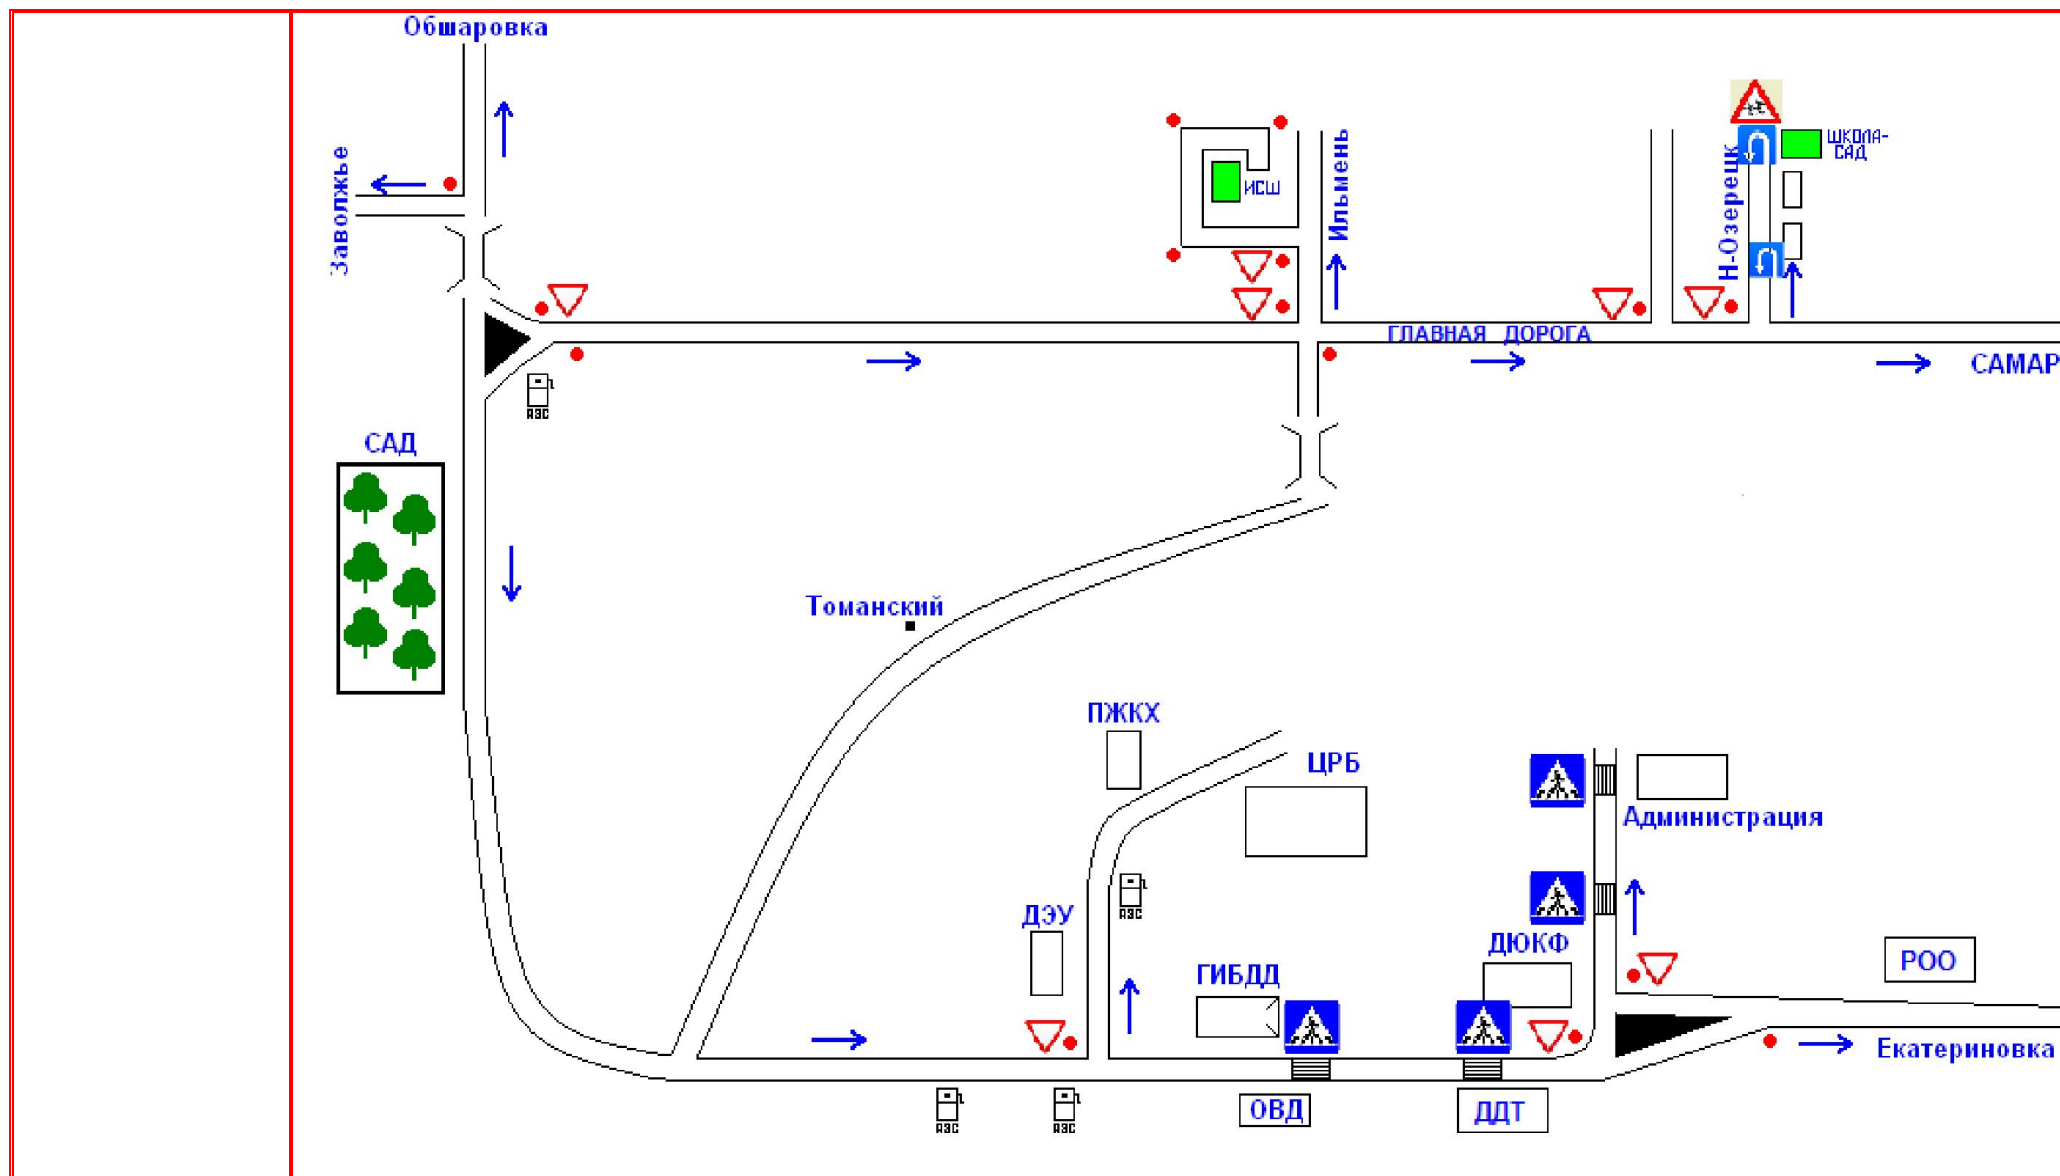 Обшаровка
Заволжье
Ильмень
Н-Озерецк
ШКОЛА-
САД
ИСШ
ГЛАВНАЯ ДОРОГА
САМАР
АЗС
САД
Томанский
ПЖКХ
ЦРБ
Администрация
АЗС
ДЭУ
ДЮКФ
ГИБДД
РОО
Екатериновка
АЗС
АЗС
ОВД
ДДТ